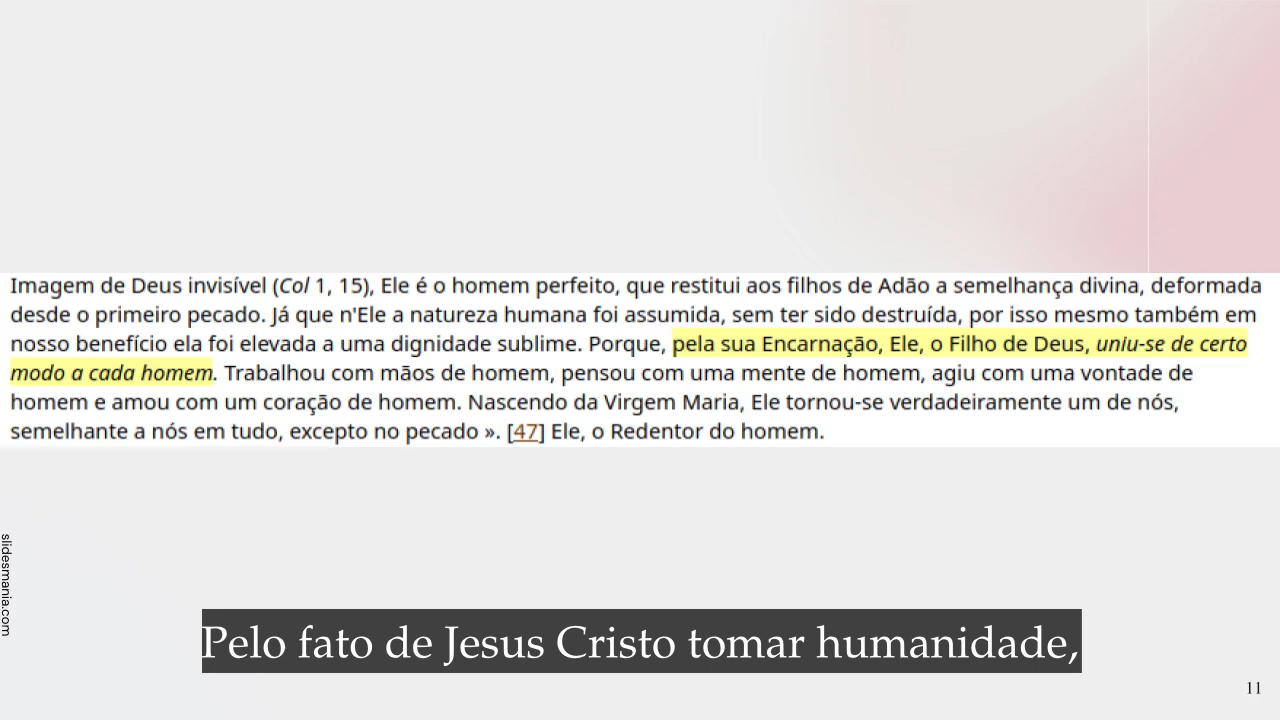 Imagem de Deus invisível (Col 1, 15), Ele é o homem perfeito, que restitui aos filhos de Adão a semelhança divina, deformada
desde o primeiro pecado. Já que n'Ele a natureza humana foi assumida, sem ter sido destruída, por isso mesmo também em
nosso benefício ela foi elevada a uma dignidade sublime. Porque, pela sua Encarnação, Ele, o Filho de Deus, uniu-se de certo
modo a cada homem. Trabalhou com mãos de homem, pensou com uma mente de homem, agiu com uma vontade de
homem e amou com um coração de homem. Nascendo da Virgem Maria, Ele tornou-se verdadeiramente um de nós,
semelhante a nós em tudo, excepto no pecado ». [47] Ele, o Redentor do homem.
slidesmania.com
Pelo fato de Jesus Cristo tomar humanidade,
11